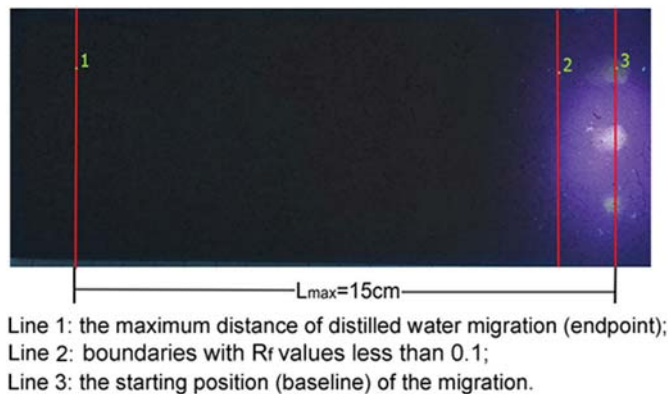 1
2
3
Lmax=15cm
Line 1: the maximum distance of distilled water migration (endpoint);
Line 2: boundaries with Rf values less than 0.1;
Line 3: the starting position (baseline) of the migration.